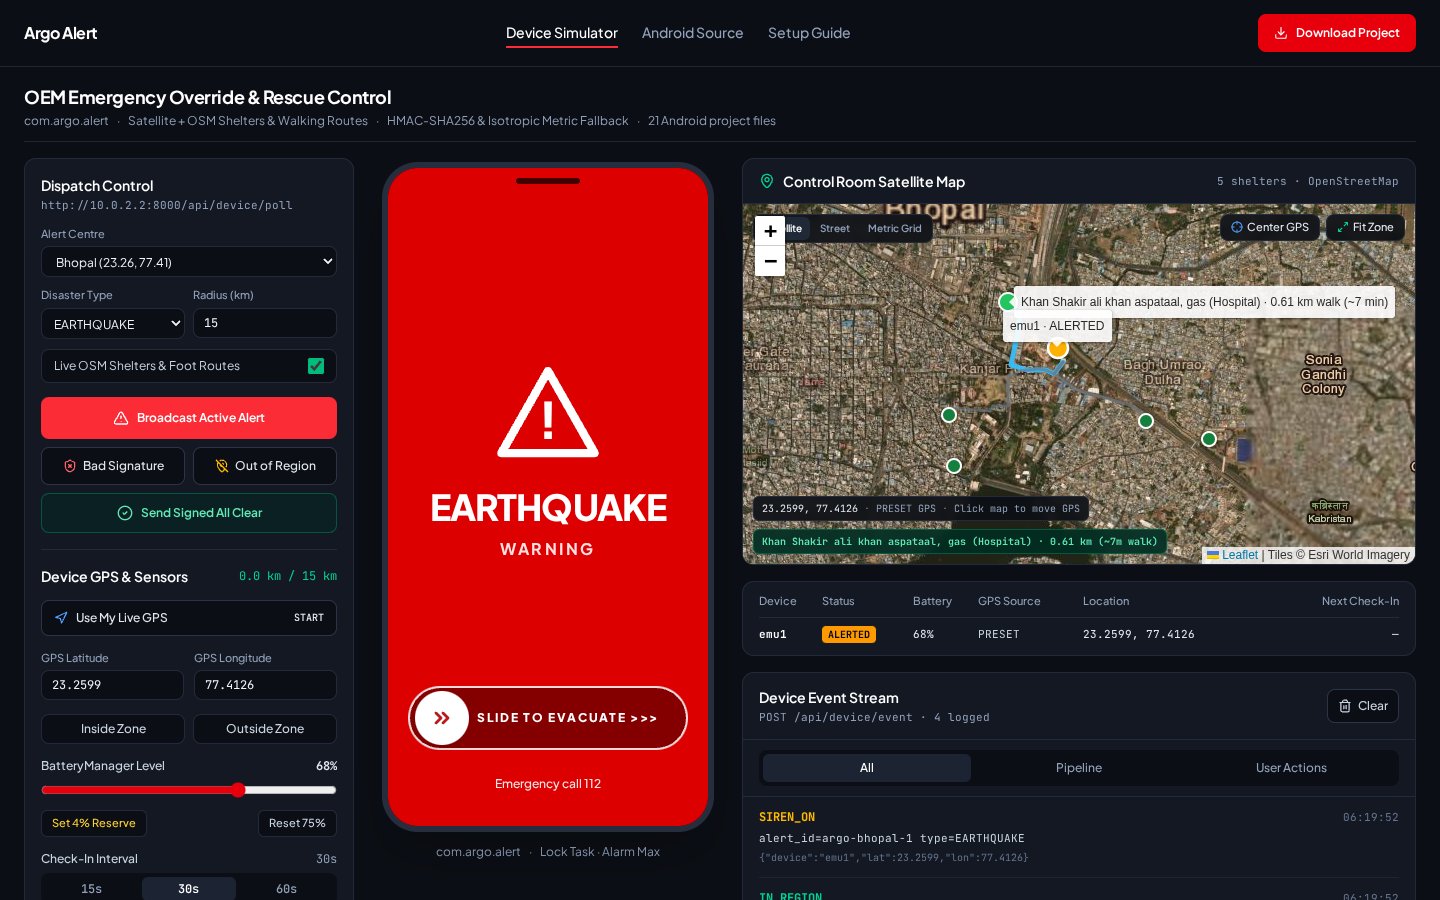 Argo Alert
Device Simulator
Android Source
Setup Guide
Download Project
OEM Emergency Override & Rescue Control
com.argo.alert · Satellite + OSM Shelters & Walking Routes · HMAC-SHA256 & Isotropic Metric Fallback · 21 Android project files
Dispatch Control
http://10.0.2.2:8000/api/device/poll
Alert Centre
Bhopal (23.26, 77.41)
Disaster Type
Radius (km)
EARTHQUAKE
15
Live OSM Shelters & Foot Routes
Broadcast Active Alert
Bad Signature
Out of Region
Send Signed All Clear
Device GPS & Sensors
0.0 km / 15 km
Use My Live GPS
START
GPS Latitude
GPS Longitude
23.2599
77.4126
Inside Zone
Outside Zone
BatteryManager Level
68%
Set 4% Reserve
Reset 75%
Check-In Interval
30s
15s
30s
60s
EARTHQUAKE
WARNING
SLIDE TO EVACUATE >>>
Emergency call 112
com.argo.alert · Lock Task · Alarm Max
Control Room Satellite Map
5 shelters · OpenStreetMap
Bhopal
+
−
Street
Metric Grid
Center GPS
Fit Zone
Khan Shakir ali khan aspataal, gas (Hospital) · 0.61 km walk (~7 min)
emu1 · ALERTED
Kanjar
Bagh Umrao
Dulha
Sonia
Gandhi
Colony
कब्रिस्तान
Kabristan
23.2599, 77.4126 · PRESET GPS · Click map to move GPS
Khan Shakir ali khan aspataal, gas (Hospital) · 0.61 km (~7m walk)
Leaflet | Tiles © Esri World Imagery
Device
Status
Battery
GPS Source
Location
Next Check-In
emu1
ALERTED
68%
PRESET
23.2599, 77.4126
—
Device Event Stream
POST /api/device/event · 4 logged
Clear
All
Pipeline
User Actions
SIREN_ON
06:19:52
alert_id=argo-bhopal-1 type=EARTHQUAKE
{"device":"emu1","lat":23.2599,"lon":77.4126}
IN_REGION
06:19:52